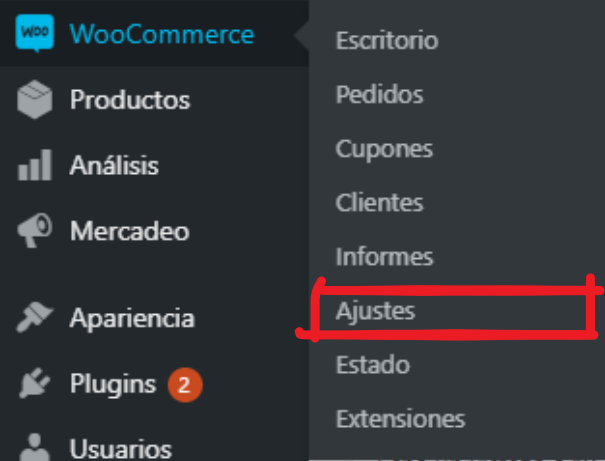 woo WooCommerce
Productos
Análisis
Mercadeo
Apariencia
Plugins 2
Usuarios
Escritorio
Pedidos
Cupones
Clientes
Informes
Ajustes
Estado
Extensiones